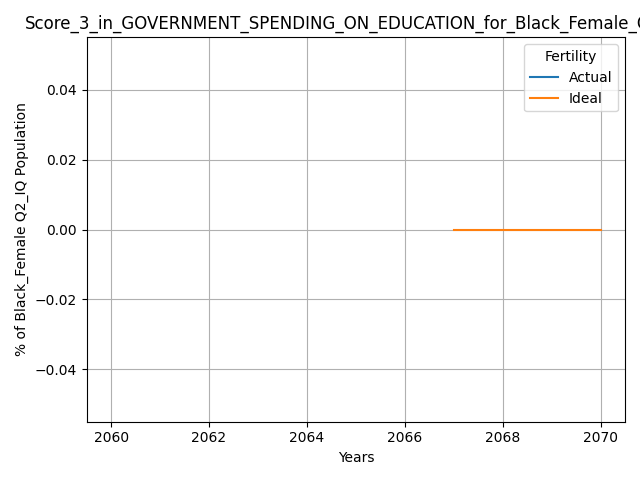 Score_3_in_GOVERNMENT_SPENDING_ON_EDUCATION_for_Black_Female_
Fertility
Actual
Ideal
% of Black_Female Q2_IQ Population
0.04
0.02
0.00
−0.02
−0.04
2060 2062 2064 2066 2068 2070
Years